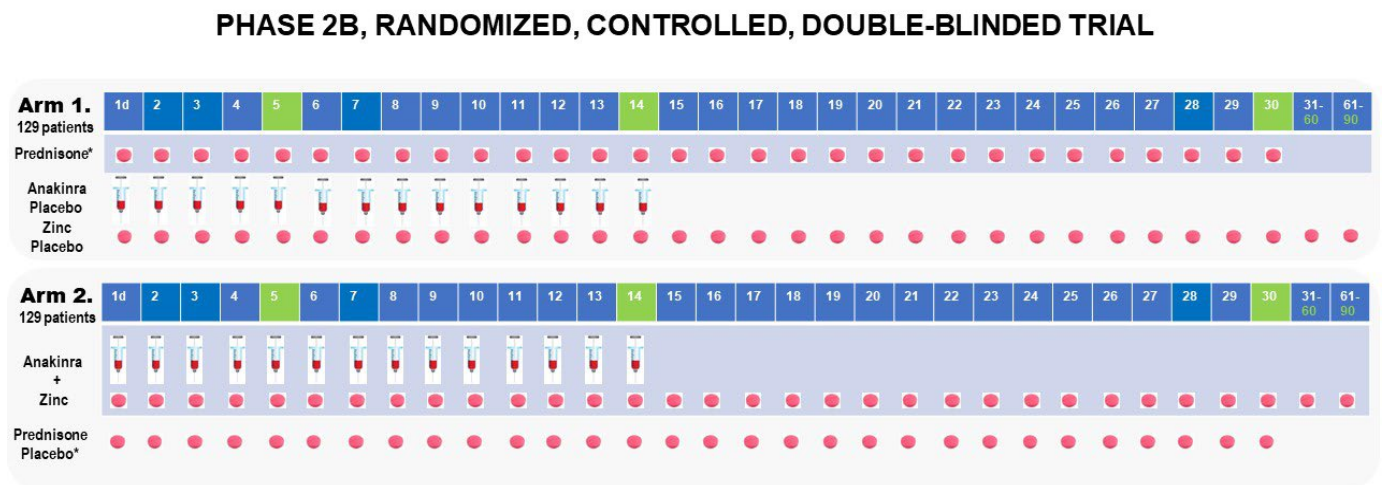 PHASE 2B, RANDOMIZED, CONTROLLED, DOUBLE-BLINDED TRIAL
Arm 1. 1d 2 3 4 5 6 7 8 9 10 11 12 13 14 15 16 17 18 19 20 21 22 23 24 25 26 27 28 29 30 31- 61-
129 patients 60 90
Prednisone*
Anakinra
Placebo
Zinc
Placebo
Arm 2. 1d 2 3 4 5 6 7 8 9 10 11 12 13 14 15 16 17 18 19 20 21 22 23 24 25 26 27 28 29 30 31- 61-
129 patients 60 90
Anakinra
+
Zinc
Prednisone
Placebo*